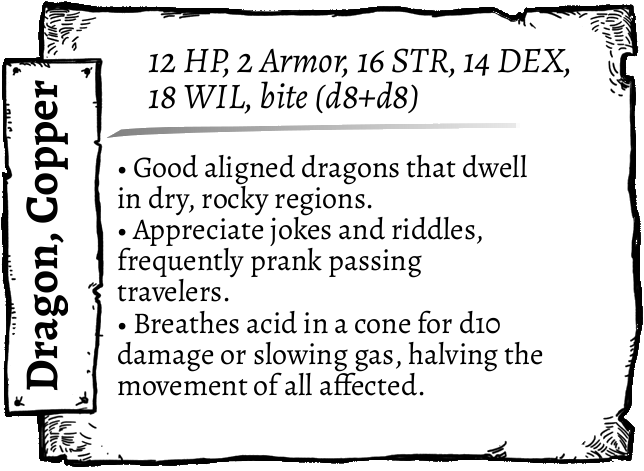 Dragon, Copper
12 HP, 2 Armor, 16 STR, 14 DEX,
18 WIL, bite (d8+d8)
• Good aligned dragons that dwell
in dry, rocky regions.
• Appreciate jokes and riddles,
frequently prank passing
travelers.
• Breathes acid in a cone for d10
damage or slowing gas, halving the
movement of all affected.